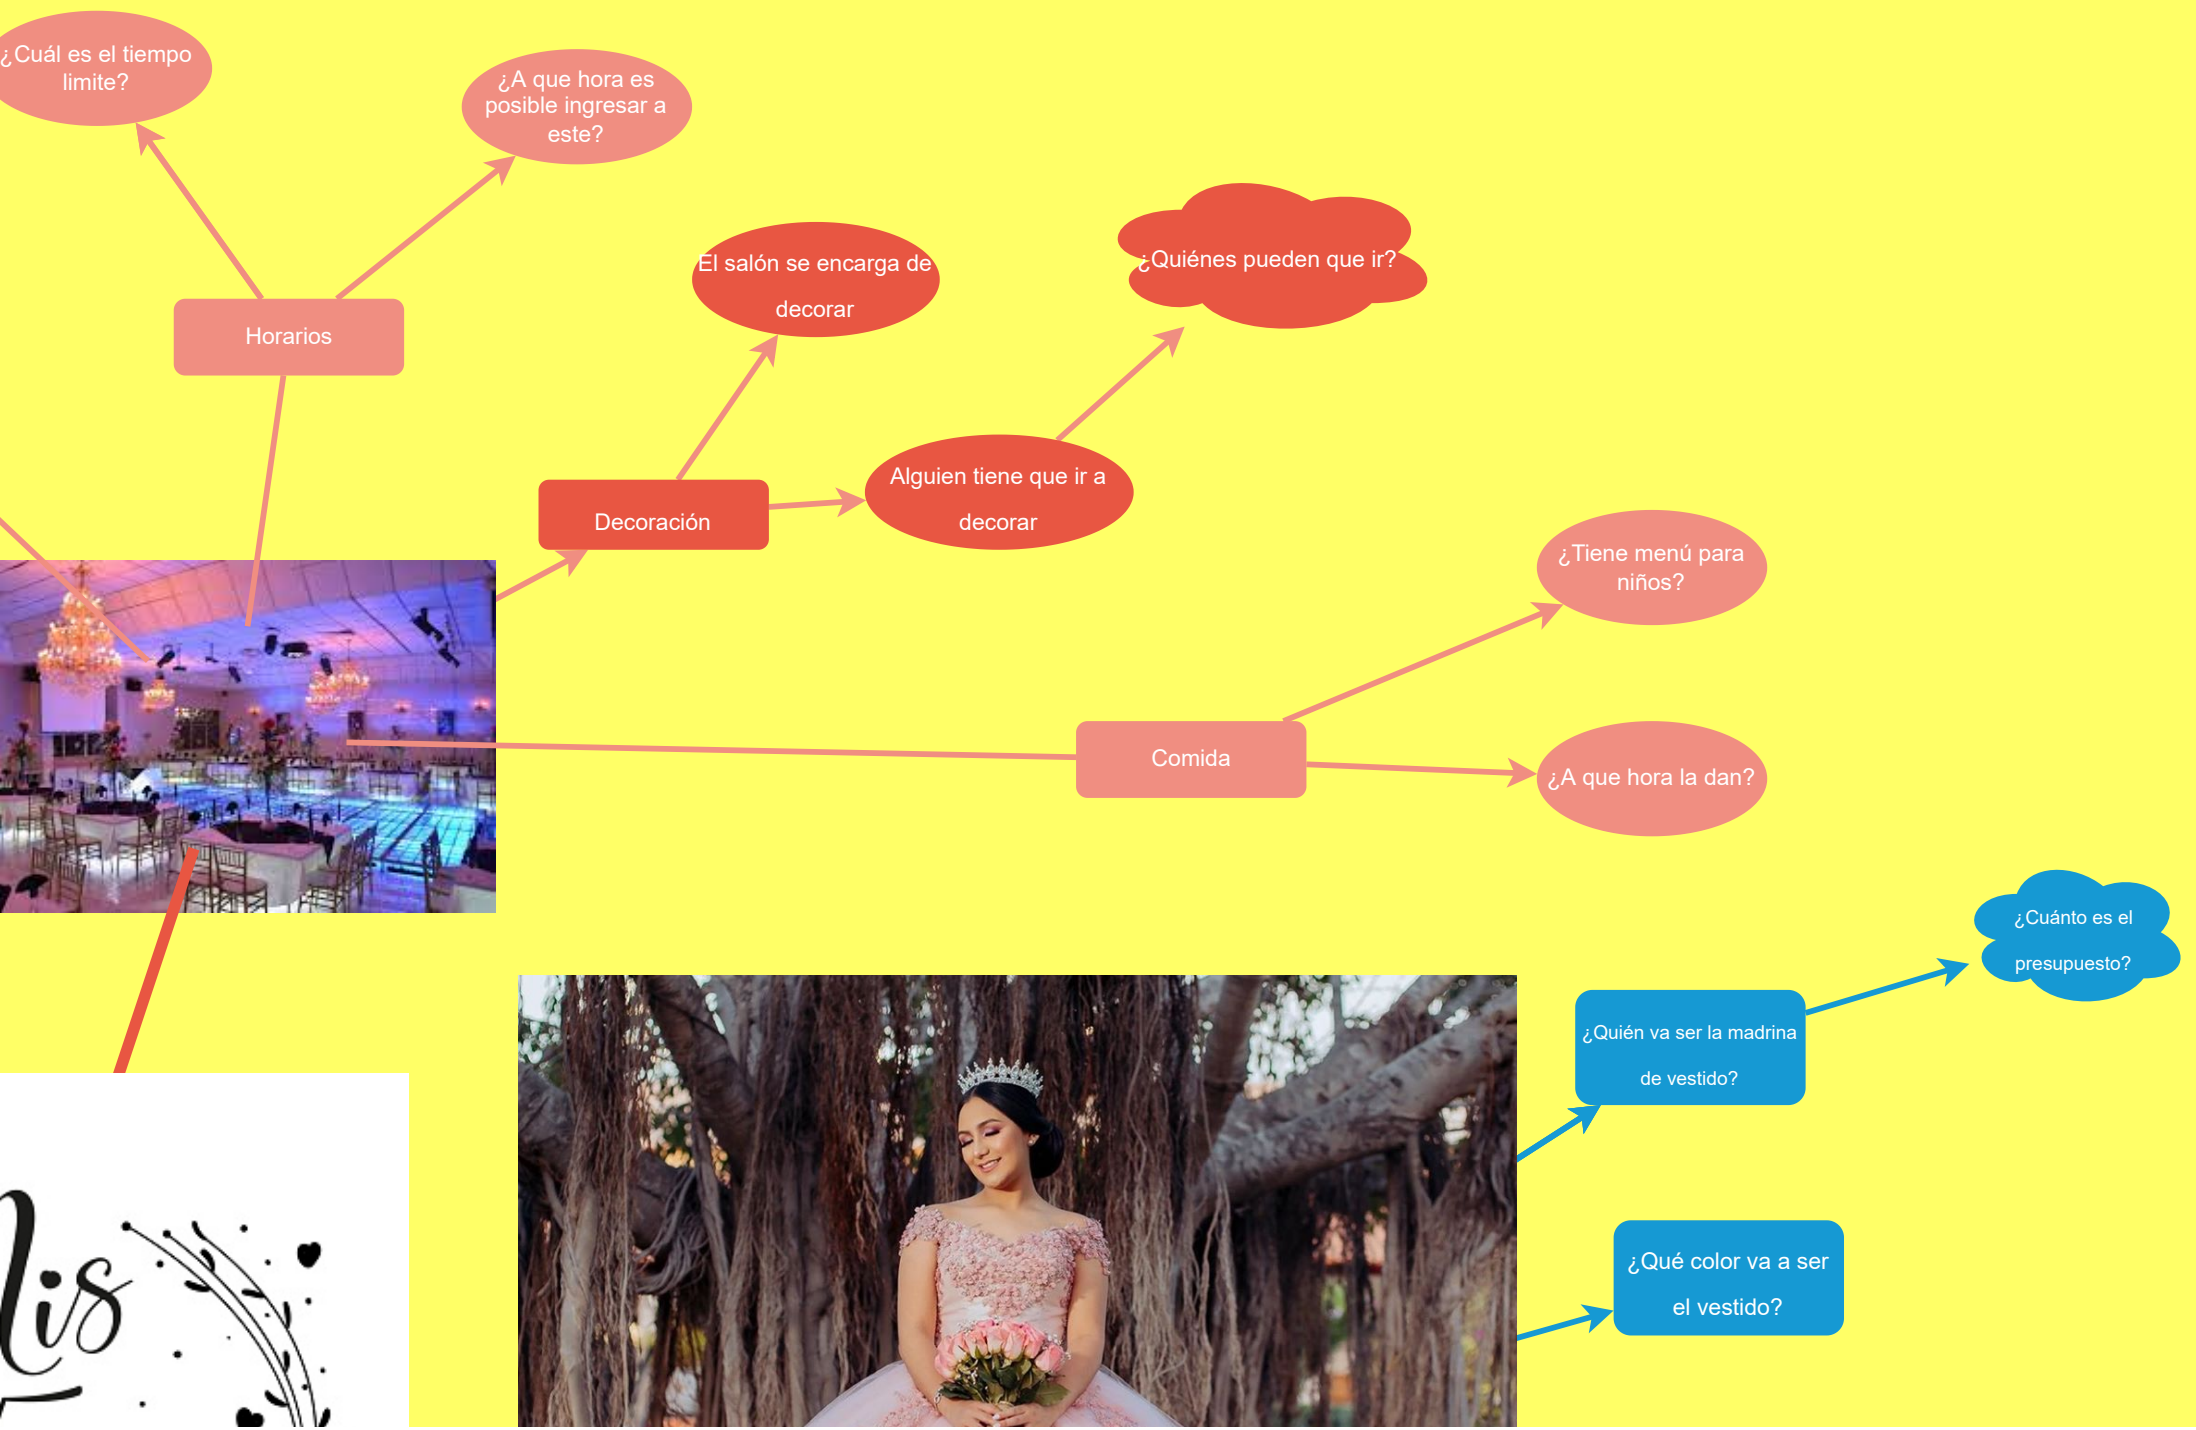 ¿Cuál es el tiempo
limite?
¿A que hora es
posible ingresar a
este?
Horarios
El salón se encarga de
decorar
¿Quiénes pueden que ir?
Decoración
Alguien tiene que ir a
decorar
¿Tiene menú para
niños?
Comida
¿A que hora la dan?
¿Cuánto es el
presupuesto?
¿Quién va ser la madrina
de vestido?
¿Qué color va a ser
el vestido?
Mis